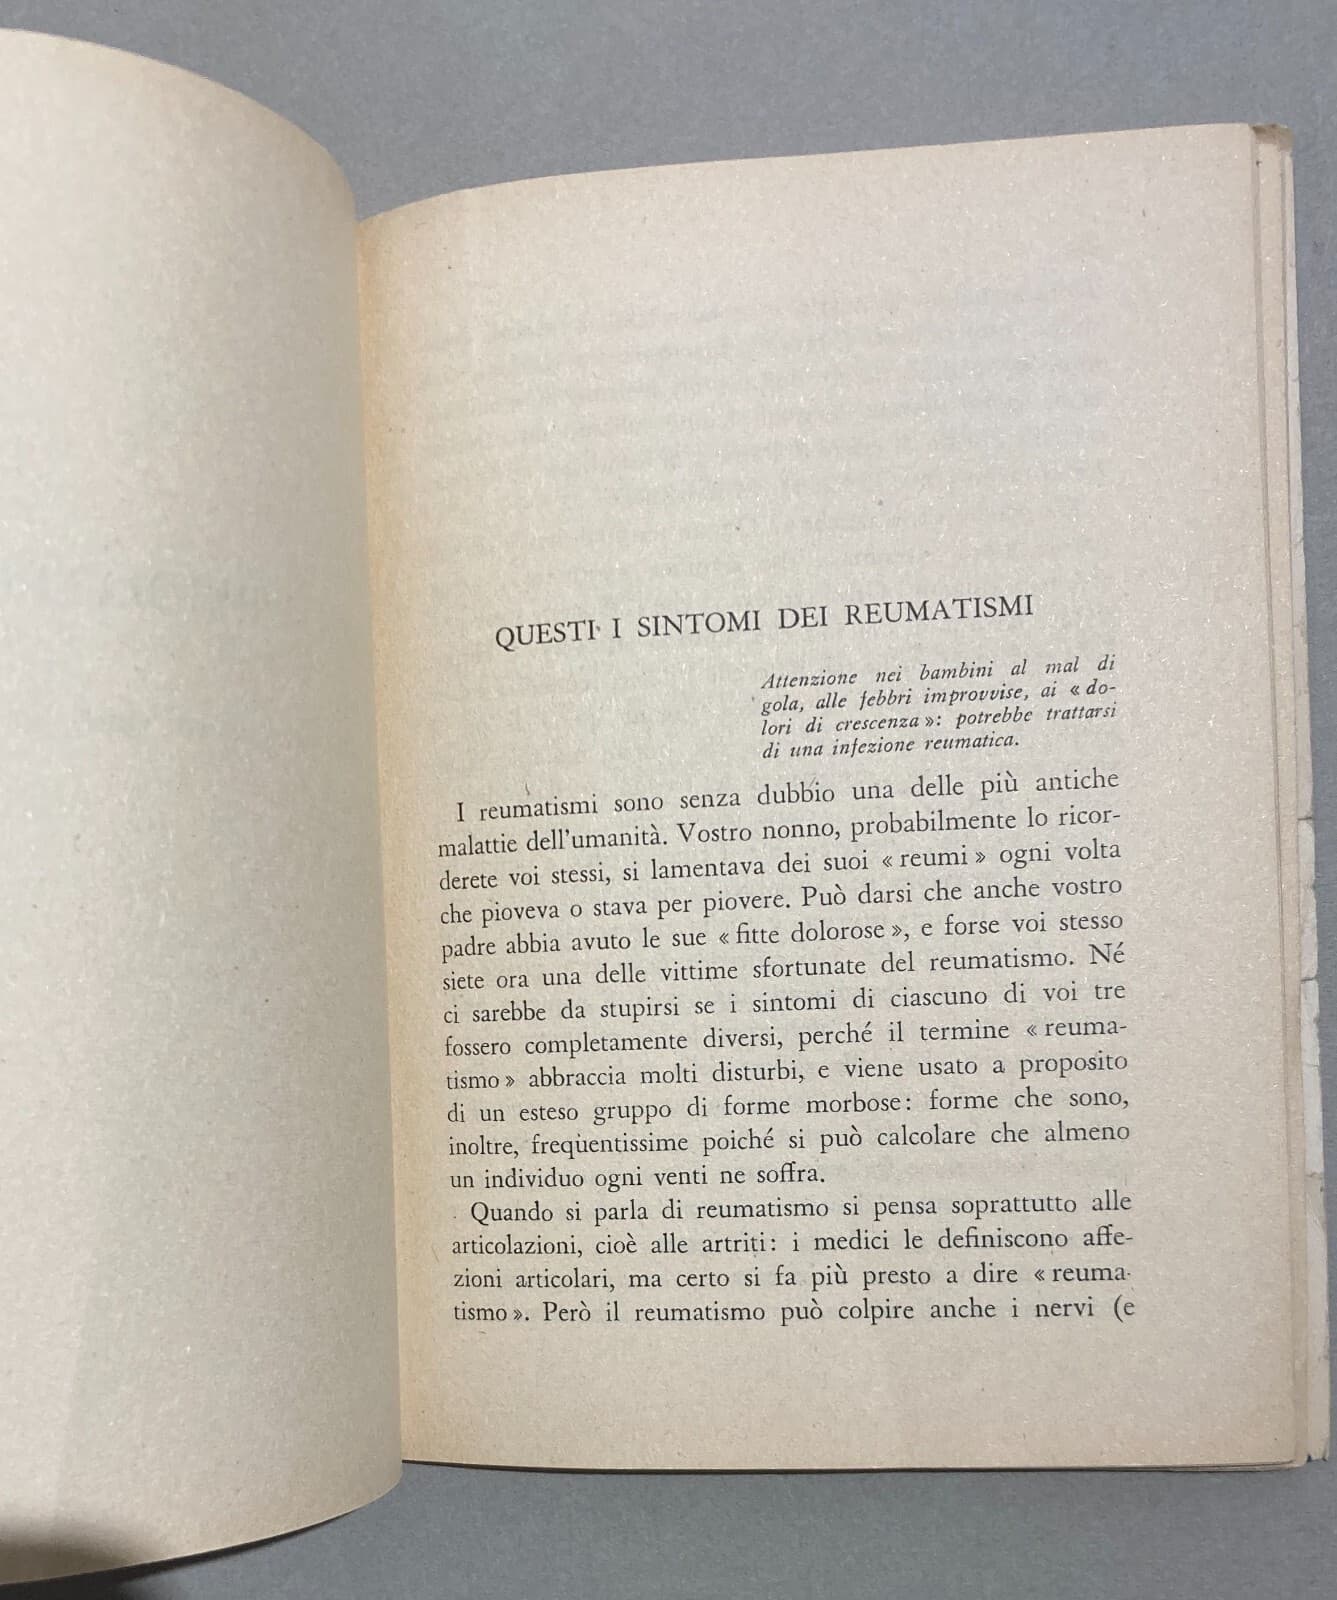 QUESTI I SINTOMI DEI REUMATISMI
Attenzione nei bambini al mal di
gola, alle febbri improvvise, ai « do-
lori di crescenza »: potrebbe trattarsi
di una infezione reumatica.
I reumatismi sono senza dubbio una delle più antiche
malattie dell'umanità. Vostro nonno, probabilmente lo ricor-
derete voi stessi, si lamentava dei suoi « reumi » ogni volta
che pioveva o stava per piovere. Può darsi che anche vostro
padre abbia avuto le sue « fitte dolorose », e forse voi stesso
siete ora una delle vittime sfortunate del reumatismo. Né
ci sarebbe da stupirsi se i sintomi di ciascuno di voi tre
fossero completamente diversi, perché il termine « reuma-
tismo » abbraccia molti disturbi, e viene usato a proposito
di un esteso gruppo di forme morbose: forme che sono,
inoltre, freqüentissime poiché si può calcolare che almeno
un individuo ogni venti ne soffra.
Quando si parla di reumatismo si pensa soprattutto alle
articolazioni, cioè alle artriti: i medici le definiscono affe-
zioni articolari, ma certo si fa più presto a dire « reuma-
tismo ». Però il reumatismo può colpire anche i nervi (e